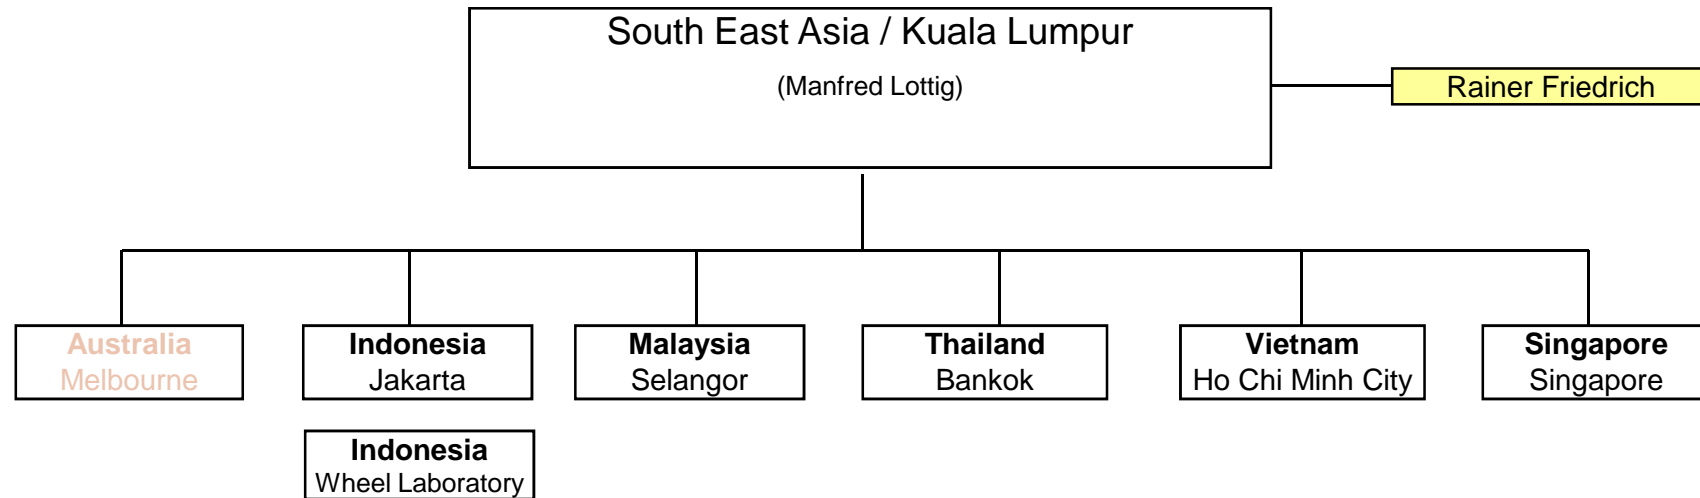 South East Asia / Kuala Lumpur
(Manfred Lottig)
Rainer Friedrich
Australia
Melbourne
Indonesia
Jakarta
Malaysia
Selangor
Thailand
Bankok
Vietnam
Ho Chi Minh City
Singapore
Singapore
Indonesia
Wheel Laboratory